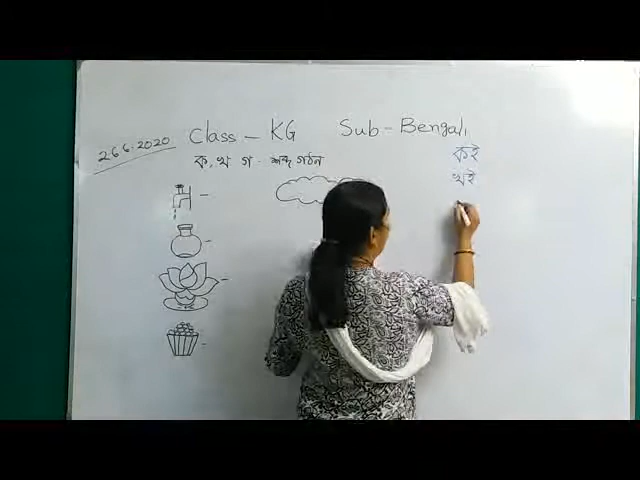 26.6.2020
Class - KG Sub - Bengali
ক, খ গ - শব্দ গঠন
কই
খই